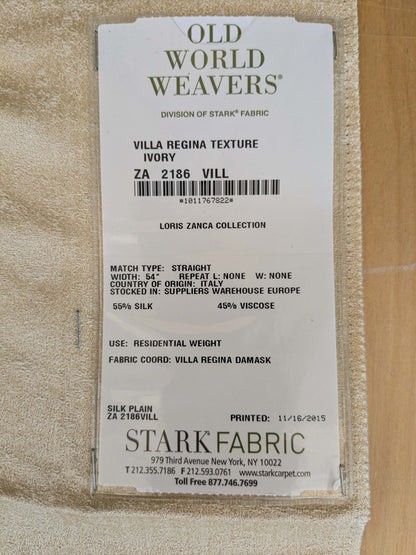 OLD
WORLD
WEAVERS®
DIVISION OF STARK® FABRIC
VILLA REGINA TEXTURE
IVORY
ZA 2186 VILL
*1011767822*
LORIS ZANCA COLLECTION
MATCH TYPE: STRAIGHT
WIDTH: 54" REPEAT L: NONE W: NONE
COUNTRY OF ORIGIN: ITALY
STOCKED IN: SUPPLIERS WAREHOUSE EUROPE
55% SILK 45% VISCOSE
USE: RESIDENTIAL WEIGHT
FABRIC COORD: VILLA REGINA DAMASK
SILK PLAIN
ZA 2186VILL PRINTED: 11/16/2015
STARK FABRIC
979 Third Avenue New York, NY 10022
T 212.355.7186 F 212.593.0761 www.starkcarpet.com
Toll Free 877.746.7699